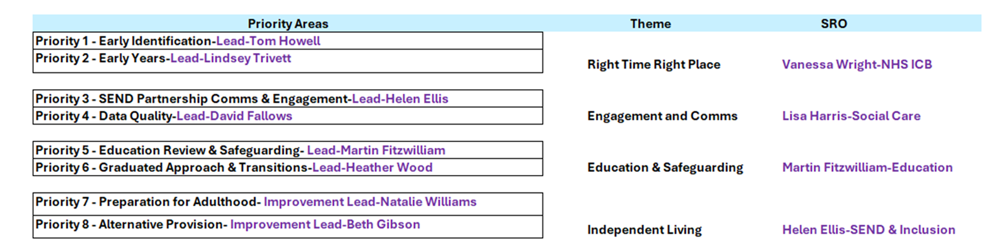 Priority Areas Theme SRO
Priority 1 - Early Identification-Lead-Tom Howell
Priority 2 - Early Years-Lead-Lindsey Trivett
Right Time Right Place Vanessa Wright-NHS ICB
Priority 3 - SEND Partnership Comms & Engagement-Lead-Helen Ellis
Priority 4 - Data Quality-Lead-David Fallows
Engagement and Comms Lisa Harris-Social Care
Priority 5 - Education Review & Safeguarding- Lead-Martin Fitzwilliam
Priority 6 - Graduated Approach & Transitions-Lead-Heather Wood
Education & Safeguarding Martin Fitzwilliam-Education
Priority 7 - Preparation for Adulthood- Improvement Lead-Natalie Williams
Priority 8 - Alternative Provision- Improvement Lead-Beth Gibson
Independent Living Helen Ellis-SEND & Inclusion